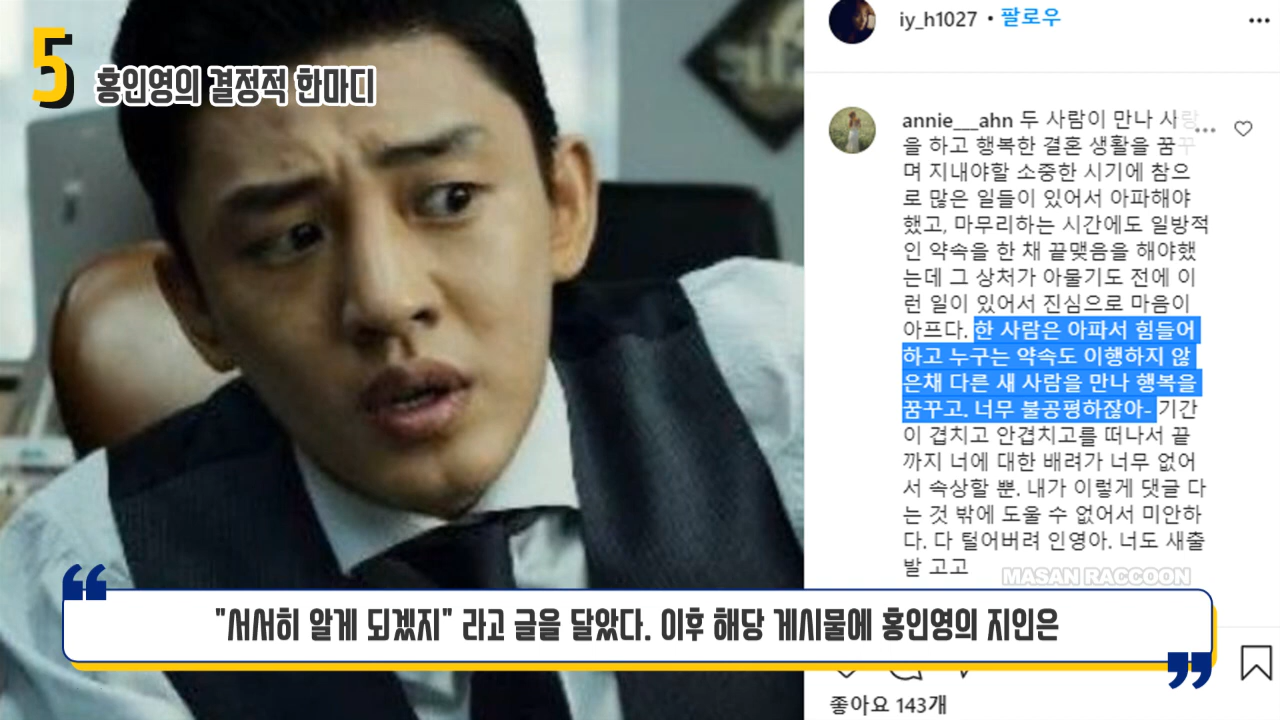 5 홍인영의 결정적 한마디
iy_h1027 • 팔로우
annie___ahn 두 사람이 만나 사랑
을 하고 행복한 결혼 생활을 꿈꾸
며 지내야할 소중한 시기에 참으
로 많은 일들이 있어서 아파해야
했고, 마무리하는 시간에도 일방적
인 약속을 한 채 끝맺음을 해야했
는데 그 상처가 아물기도 전에 이
런 일이 있어서 진심으로 마음이
아프다. 한 사람은 아파서 힘들어
하고 누구는 약속도 이행하지 않
은채 다른 새 사람을 만나 행복을
꿈꾸고. 너무 불공평하잖아- 기간
이 겹치고 안겹치고를 떠나서 끝
까지 너에 대한 배려가 너무 없어
서 속상할 뿐. 내가 이렇게 댓글 다
는 것 밖에 도울 수 없어서 미안하
다. 다 털어버려 인영아. 너도 새출
발 고고
MASAN RACCOON
"서서히 알게 되겠지" 라고 글을 달았다. 이후 해당 게시물에 홍인영의 지인은
좋아요 143개